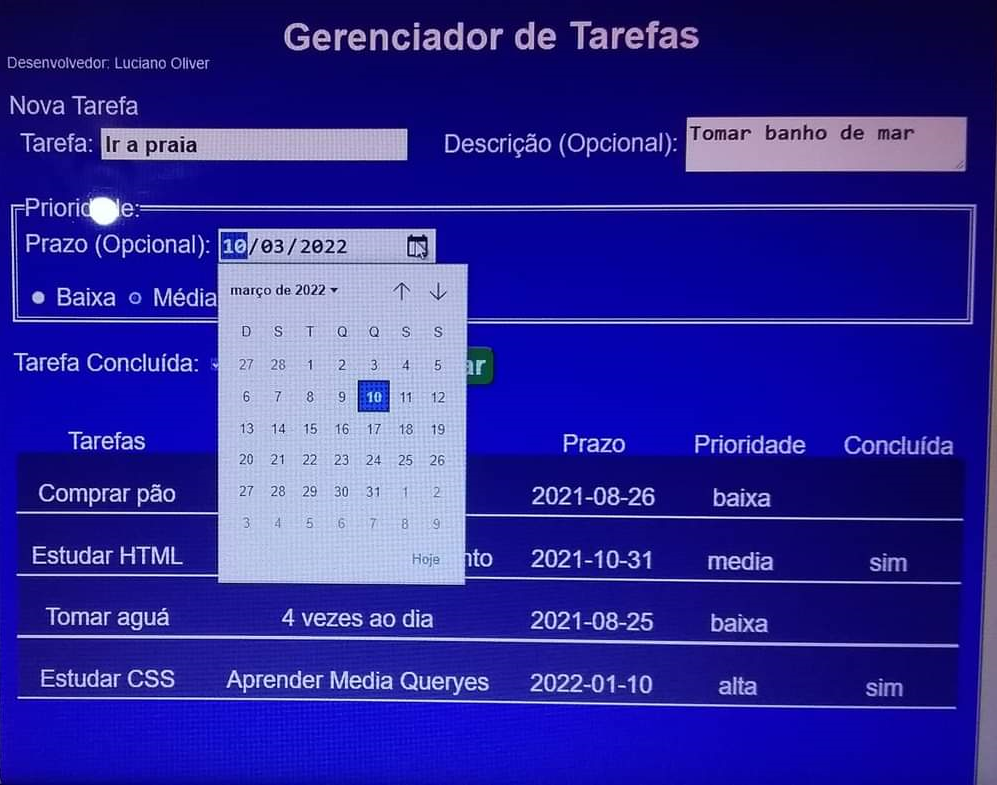 Gerenciador de Tarefas
Desenvolvedor: Luciano Oliver
Nova Tarefa
Tarefa: Ir a praia
Descrição (Opcional): Tomar banho de mar
Prazo (Opcional): 10/03/2022
março de 2022
D S T Q Q S S
27 28 1 2 3 4 5
6 7 8 9 10 11 12
13 14 15 16 17 18 19
20 21 22 23 24 25 26
27 28 29 30 31 1 2
3 4 5 6 7 8 9
Hoje
Baixa Média
Tarefa Concluída: ar
Tarefas Prazo Prioridade Concluída
Comprar pão 2021-08-26 baixa
Estudar HTML nto 2021-10-31 media sim
Tomar aguá 4 vezes ao dia 2021-08-25 baixa
Estudar CSS Aprender Media Queryes 2022-01-10 alta sim